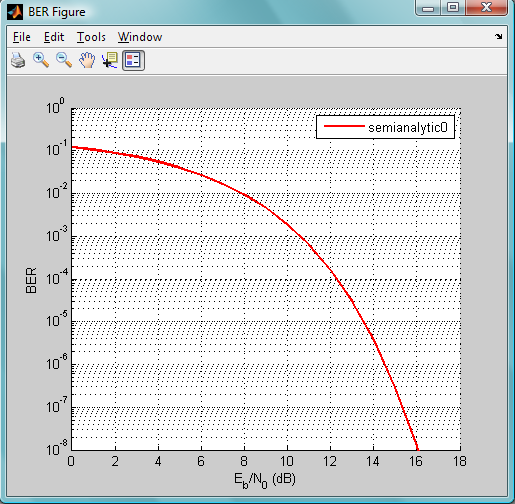 BER Figure
File Edit Tools Window
semianalytic0
10^0
10^-1
10^-2
10^-3
10^-4
10^-5
10^-6
10^-7
10^-8
BER
0 2 4 6 8 10 12 14 16 18
E_b/N_0 (dB)